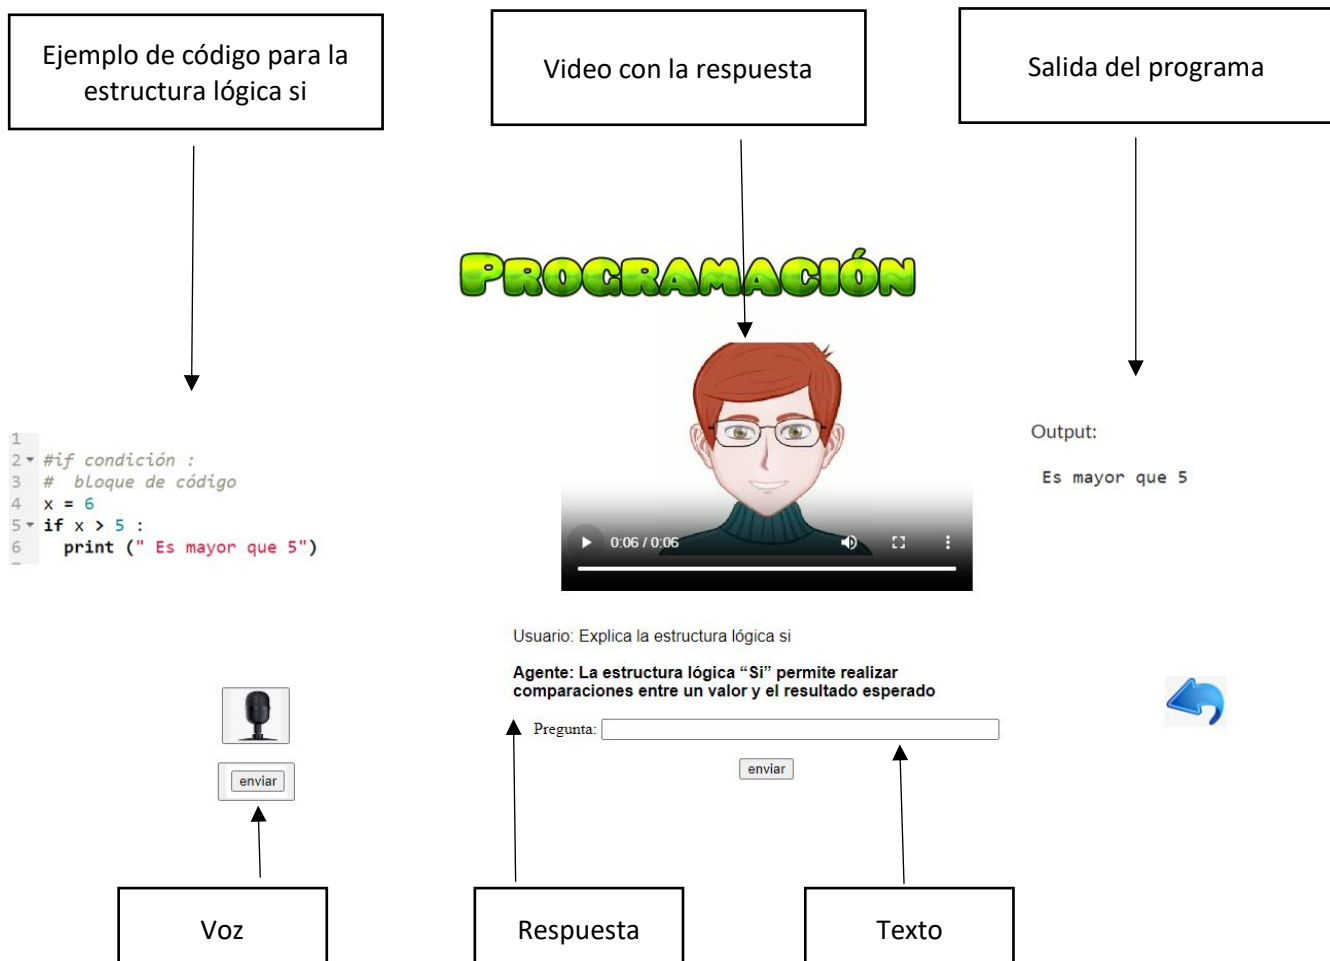 Ejemplo de código para la
estructura lógica si
Video con la respuesta
Salida del programa
PROGRAMACIÓN
1
2 #if condición :
3 #  bloque de código
4 x = 6
5 if x > 5 :
6   print (" Es mayor que 5")
0:06 / 0:06
Output:
Es mayor que 5
Usuario: Explica la estructura lógica si
Agente: La estructura lógica “Si” permite realizar
comparaciones entre un valor y el resultado esperado
Pregunta:
enviar
enviar
Voz
Respuesta
Texto